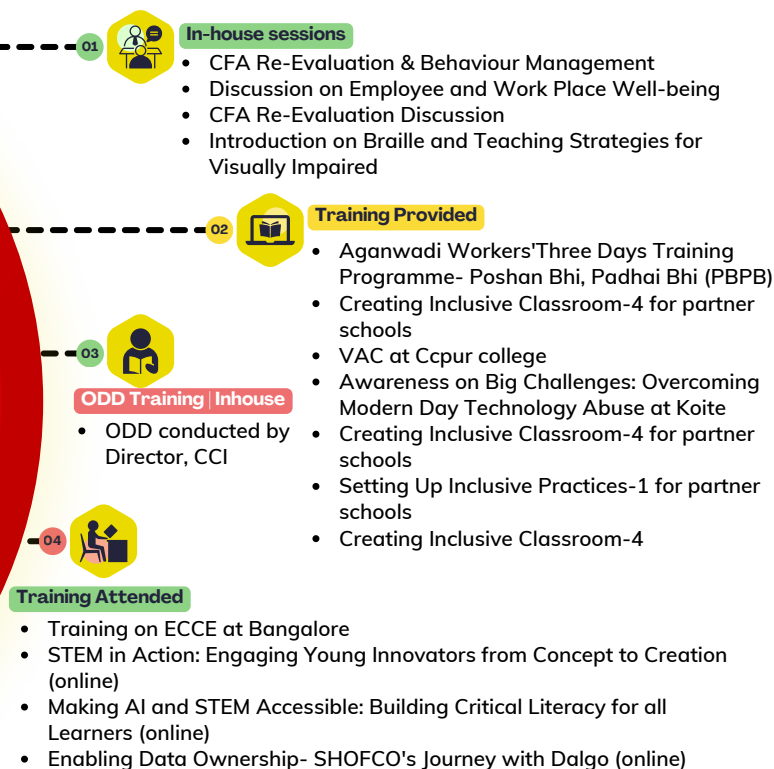 01
In-house sessions
• CFA Re-Evaluation & Behaviour Management
• Discussion on Employee and Work Place Well-being
• CFA Re-Evaluation Discussion
• Introduction on Braille and Teaching Strategies for
Visually Impaired
02
Training Provided
• Aganwadi Workers'Three Days Training
Programme- Poshan Bhi, Padhai Bhi (PBPB)
• Creating Inclusive Classroom-4 for partner
schools
• VAC at Ccpur college
• Awareness on Big Challenges: Overcoming
Modern Day Technology Abuse at Koite
• Creating Inclusive Classroom-4 for partner
schools
• Setting Up Inclusive Practices-1 for partner
schools
• Creating Inclusive Classroom-4
03
ODD Training | Inhouse
• ODD conducted by
Director, CCI
04
Training Attended
• Training on ECCE at Bangalore
• STEM in Action: Engaging Young Innovators from Concept to Creation
(online)
• Making AI and STEM Accessible: Building Critical Literacy for all
Learners (online)
• Enabling Data Ownership- SHOFCO's Journey with Dalgo (online)